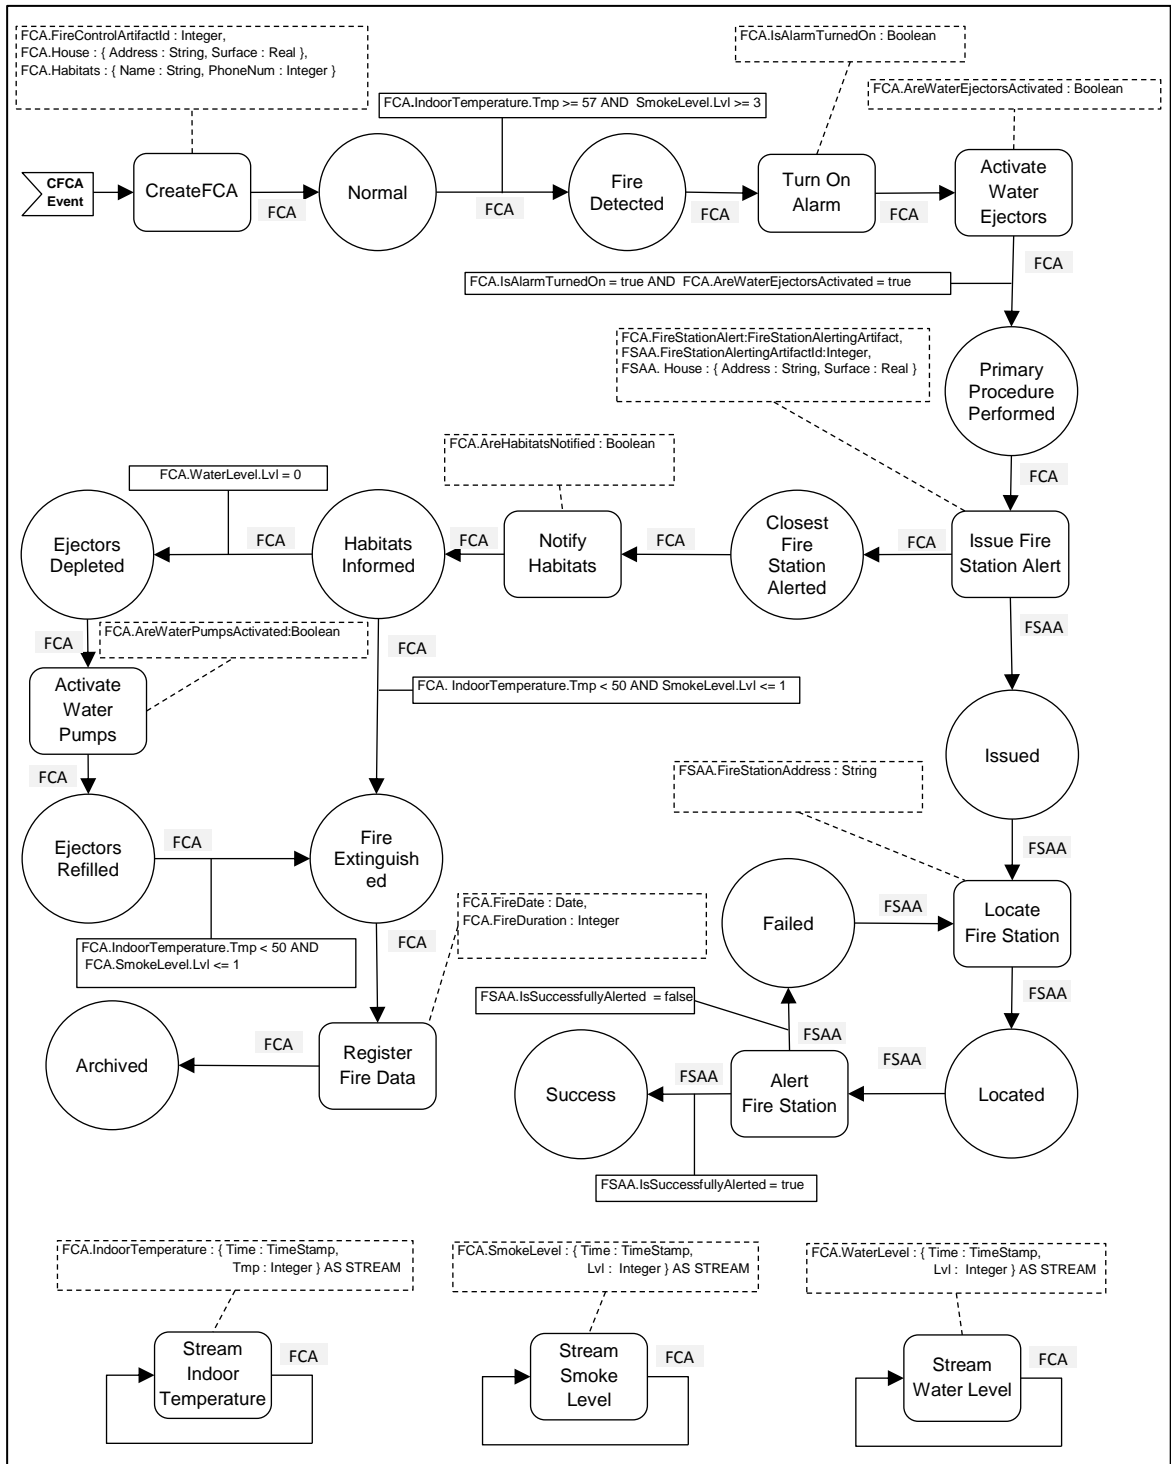 FCA.FireControlArtifactId : Integer,
FCA.House : { Address : String, Surface : Real },
FCA.Habitats : { Name : String, PhoneNum : Integer }
FCA.IsAlarmTurnedOn : Boolean
FCA.AreWaterEjectorsActivated : Boolean
FCA.IndoorTemperature.Tmp >= 57 AND SmokeLevel.Lvl >= 3
CFCA
Event
CreateFCA
FCA
Normal
FCA
Fire
Detected
FCA
Turn On
Alarm
FCA
Activate
Water
Ejectors
FCA
FCA.IsAlarmTurnedOn = true AND FCA.AreWaterEjectorsActivated = true
FCA.FireStationAlert:FireStationAlertingArtifact,
FSAA.FireStationAlertingArtifactId:Integer,
FSAA. House : { Address : String, Surface : Real }
Primary
Procedure
Performed
FCA
FCA.AreHabitatsNotified : Boolean
FCA.WaterLevel.Lvl = 0
Ejectors
Depleted
FCA
Habitats
Informed
FCA
Notify
Habitats
FCA
Closest
Fire
Station
Alerted
FCA
Issue Fire
Station Alert
FSAA
FCA
FCA.AreWaterPumpsActivated:Boolean
FCA
Activate
Water
Pumps
FCA. IndoorTemperature.Tmp < 50 AND SmokeLevel.Lvl <= 1
FCA
Issued
FSAA.FireStationAddress : String
FSAA
Ejectors
Refilled
FCA
Fire
Extinguish
ed
FCA.IndoorTemperature.Tmp < 50 AND
FCA.SmokeLevel.Lvl <= 1
FCA
FCA.FireDate : Date,
FCA.FireDuration : Integer
Failed
FSAA
Locate
Fire Station
FSAA
FSAA.IsSuccessfullyAlerted = false
FSAA
Archived
FCA
Register
Fire Data
Success
FSAA
Alert
Fire Station
FSAA
Located
FSAA.IsSuccessfullyAlerted = true
FCA.IndoorTemperature : { Time : TimeStamp,
Tmp : Integer } AS STREAM
FCA.SmokeLevel : { Time : TimeStamp,
Lvl : Integer } AS STREAM
FCA.WaterLevel : { Time : TimeStamp,
Lvl : Integer } AS STREAM
Stream
Indoor
Temperature
FCA
Stream
Smoke
Level
FCA
Stream
Water Level
FCA